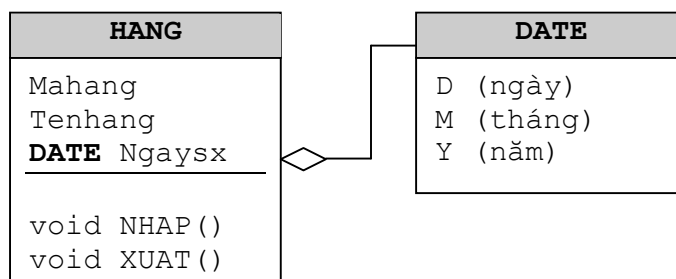 HANG
Mahang
Tenhang
DATE Ngaysx
void NHAP()
void XUAT()
DATE
D (ngày)
M (tháng)
Y (năm)